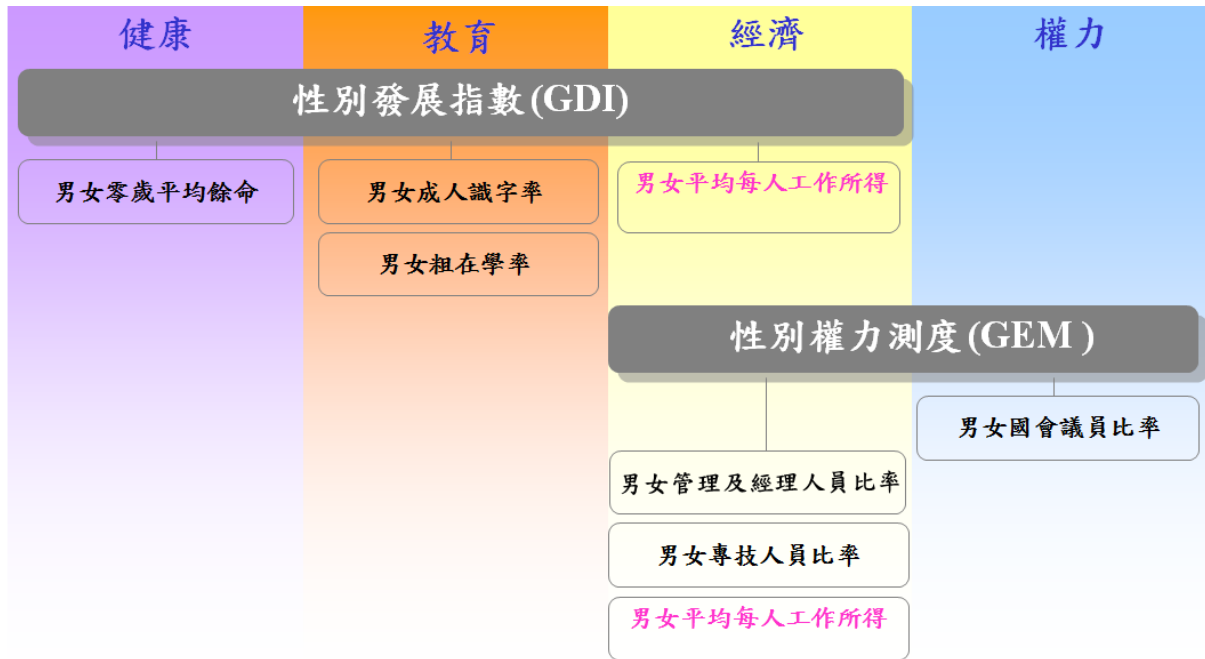 健康
教育
經濟
權力
性別發展指數(GDI)
男女零歲平均餘命
男女成人識字率
男女平均每人工作所得
男女粗在學率
性別權力測度(GEM )
男女國會議員比率
男女管理及經理人員比率
男女專技人員比率
男女平均每人工作所得